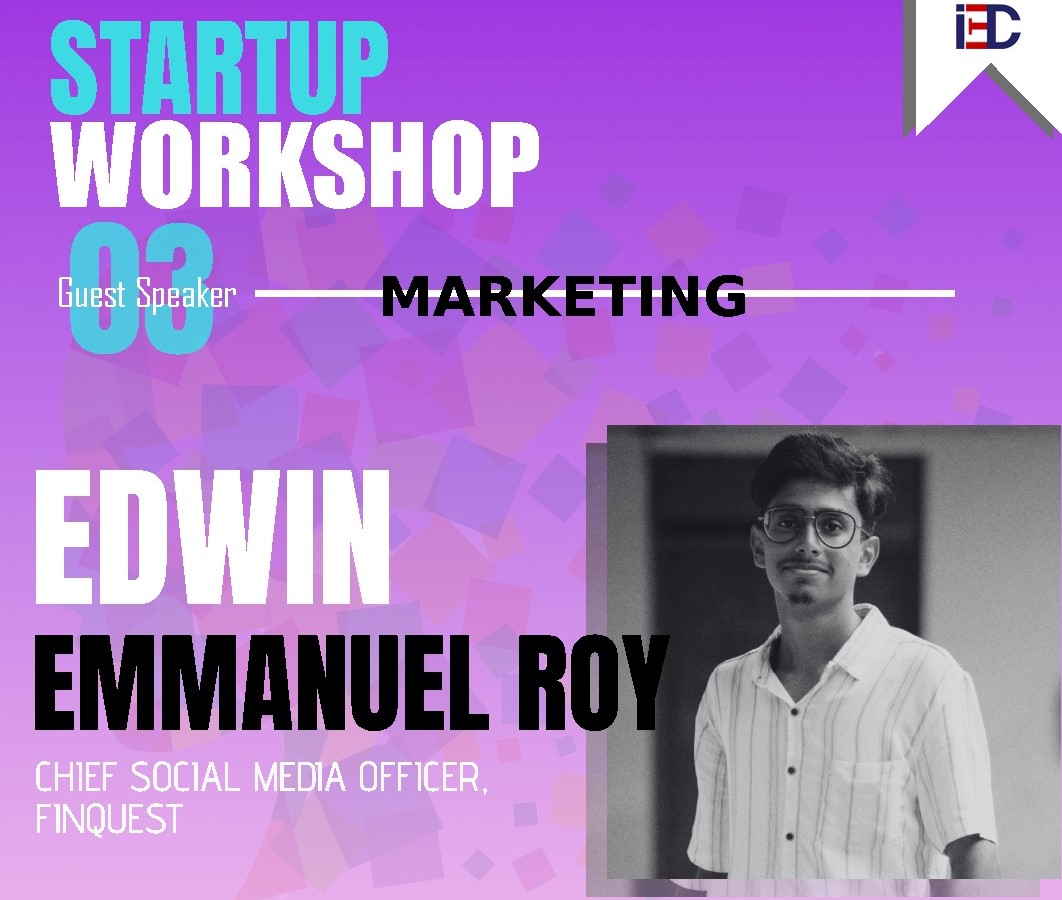 STARTUP
iEDC
WORKSHOP
03
Guest Speaker
MARKETING
EDWIN
EMMANUEL ROY
CHIEF SOCIAL MEDIA OFFICER,
FINQUEST